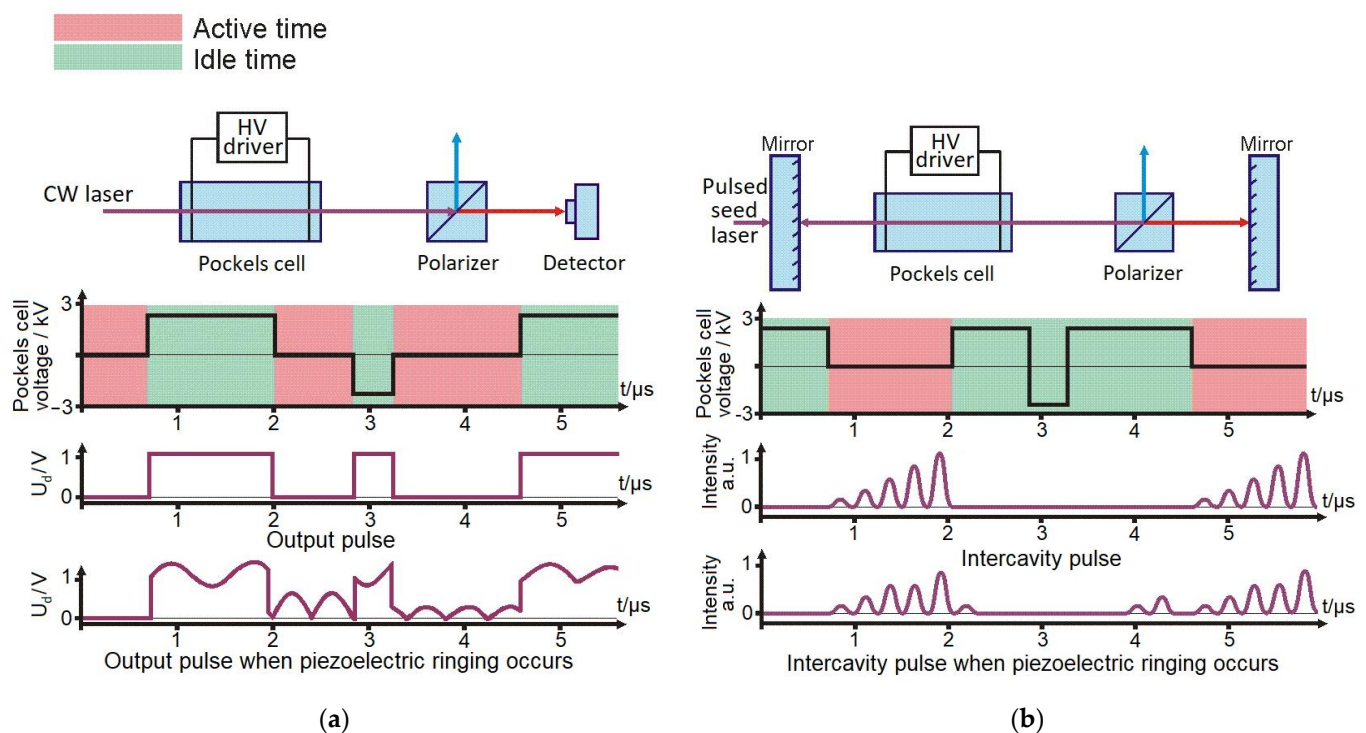 Active time
Idle time
HV
driver
CW laser
Pockels cell
Polarizer
Detector
Pockels cell
voltage / kV
3
−3
1 2 3 4 5
t/µs
U_d/V
1
0
t/µs
1 2 3 4 5
Output pulse
U_d/V
1
0
t/µs
1 2 3 4 5
Output pulse when piezoelectric ringing occurs
(a)
Mirror
HV
driver
Mirror
Pulsed
seed
laser
Pockels cell
Polarizer
Pockels cell
voltage / kV
3
-3
1 2 3 4 5
t/µs
Intensity
a.u.
1
0
t/µs
1 2 3 4 5
Intercavity pulse
Intensity
a.u.
1
0
t/µs
1 2 3 4 5
Intercavity pulse when piezoelectric ringing occurs
(b)